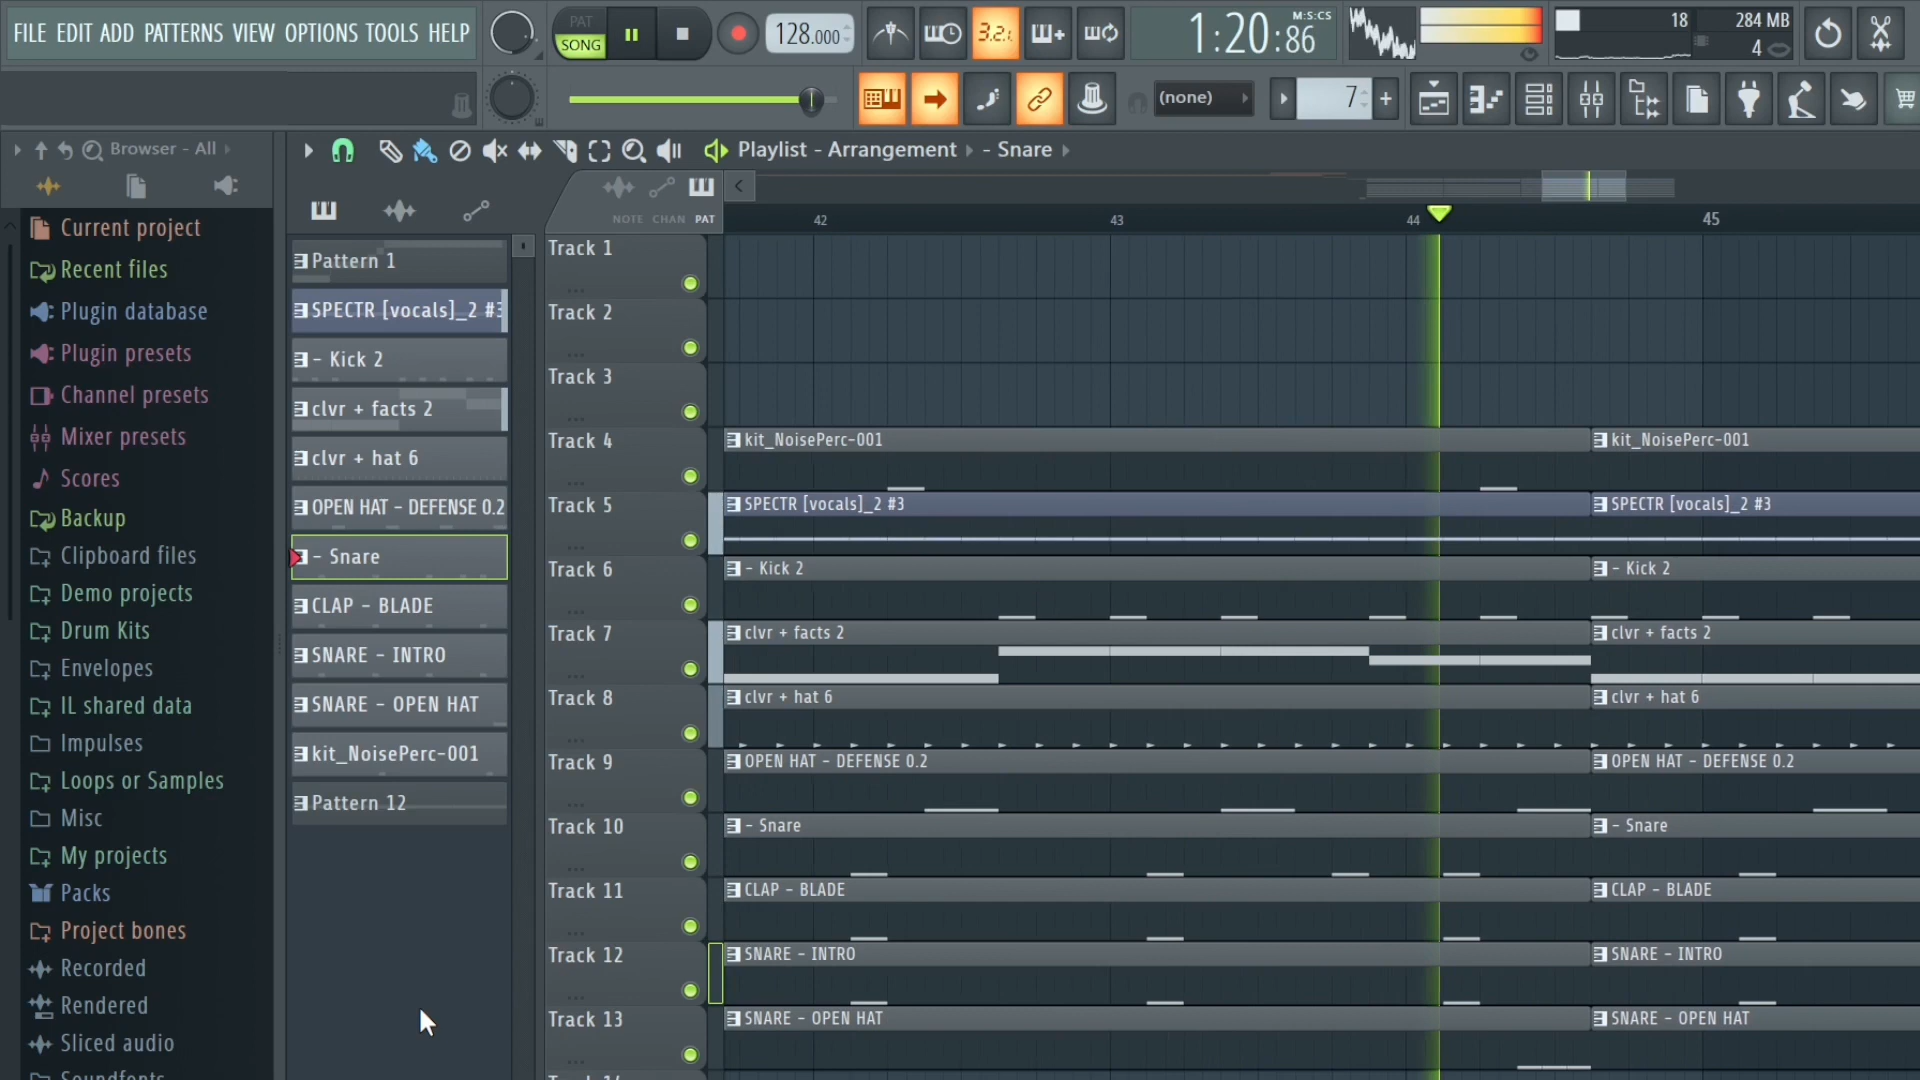 FILE EDIT ADD PATTERNS VIEW OPTIONS TOOLS HELP
PAT
SONG
128.000
3.2.
1:20:86
M:S:CS
18
284 MB
4
(none)
7
+
Browser - All
Playlist - Arrangement - Snare
NOTE CHAN PAT
42 43 44 45
Current project
Recent files
Plugin database
Plugin presets
Channel presets
Mixer presets
Scores
Backup
Clipboard files
Demo projects
Drum Kits
Envelopes
IL shared data
Impulses
Loops or Samples
Misc
My projects
Packs
Project bones
Recorded
Rendered
Sliced audio
Soundfonts
Pattern 1
SPECTR [vocals]_2 #3
- Kick 2
clvr + facts 2
clvr + hat 6
OPEN HAT - DEFENSE 0.2
- Snare
CLAP - BLADE
SNARE - INTRO
SNARE - OPEN HAT
kit_NoisePerc-001
Pattern 12
Track 1
Track 2
Track 3
Track 4 kit_NoisePerc-001 kit_NoisePerc-001
Track 5 SPECTR [vocals]_2 #3 SPECTR [vocals]_2 #3
Track 6 - Kick 2 - Kick 2
Track 7 clvr + facts 2 clvr + facts 2
Track 8 clvr + hat 6 clvr + hat 6
Track 9 OPEN HAT - DEFENSE 0.2 OPEN HAT - DEFENSE 0.2
Track 10 - Snare - Snare
Track 11 CLAP - BLADE CLAP - BLADE
Track 12 SNARE - INTRO SNARE - INTRO
Track 13 SNARE - OPEN HAT SNARE - OPEN HAT